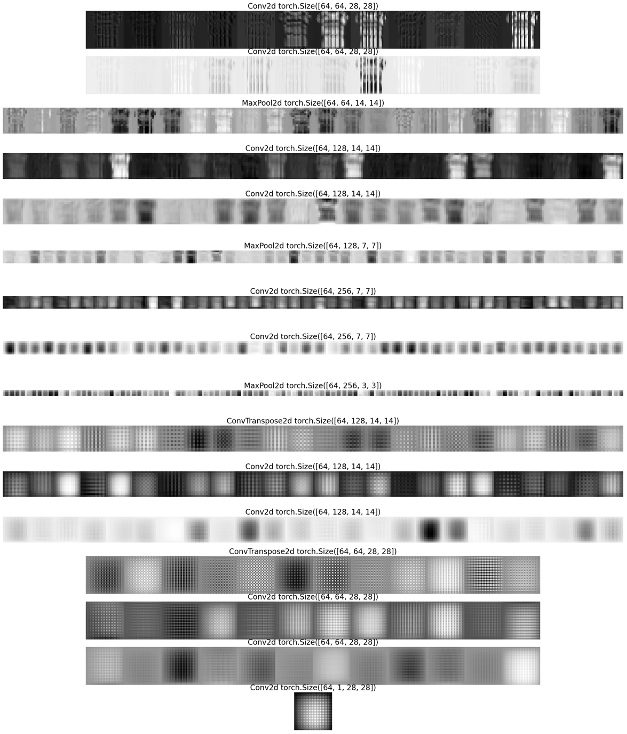 Conv2d torch.Size([64, 64, 28, 28])
Conv2d torch.Size([64, 64, 28, 28])
MaxPool2d torch.Size([64, 64, 14, 14])
Conv2d torch.Size([64, 128, 14, 14])
Conv2d torch.Size([64, 128, 14, 14])
MaxPool2d torch.Size([64, 128, 7, 7])
Conv2d torch.Size([64, 256, 7, 7])
Conv2d torch.Size([64, 256, 7, 7])
MaxPool2d torch.Size([64, 256, 3, 3])
ConvTranspose2d torch.Size([64, 128, 14, 14])
Conv2d torch.Size([64, 128, 14, 14])
Conv2d torch.Size([64, 128, 14, 14])
ConvTranspose2d torch.Size([64, 64, 28, 28])
Conv2d torch.Size([64, 64, 28, 28])
Conv2d torch.Size([64, 64, 28, 28])
Conv2d torch.Size([64, 1, 28, 28])